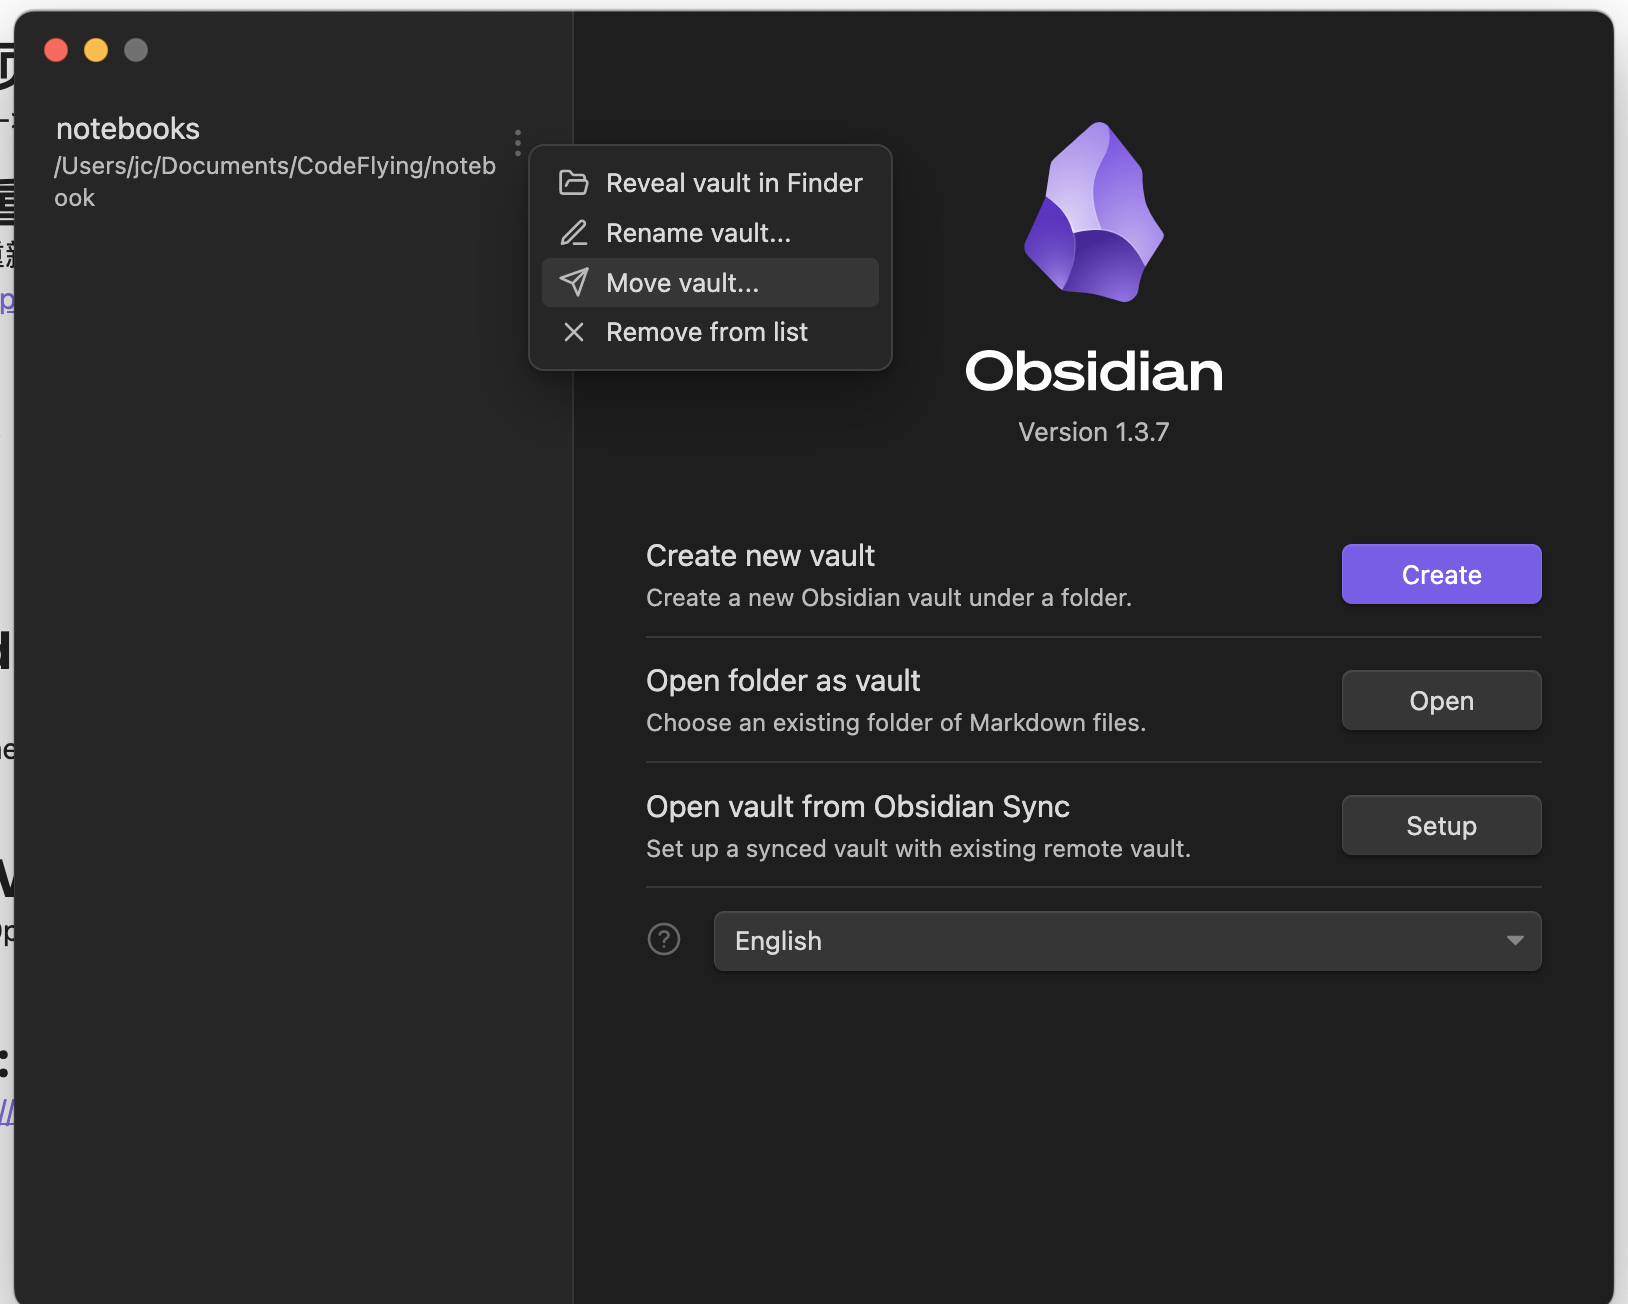 notebooks
/Users/jc/Documents/CodeFlying/noteb
ook
Reveal vault in Finder
Rename vault...
Move vault...
Remove from list
Obsidian
Version 1.3.7
Create new vault
Create a new Obsidian vault under a folder.
Create
Open folder as vault
Choose an existing folder of Markdown files.
Open
Open vault from Obsidian Sync
Set up a synced vault with existing remote vault.
Setup
English